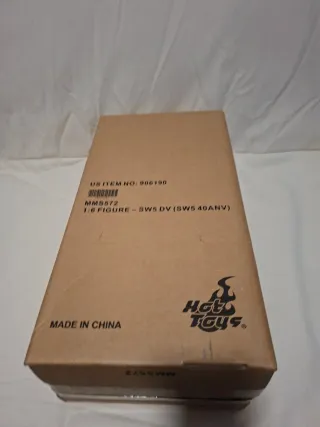 US ITEM NO: 906190
MMS572
1:6 FIGURE – SW5 DV (SW5 40ANV)
Hot
Toys®
MADE IN CHINA